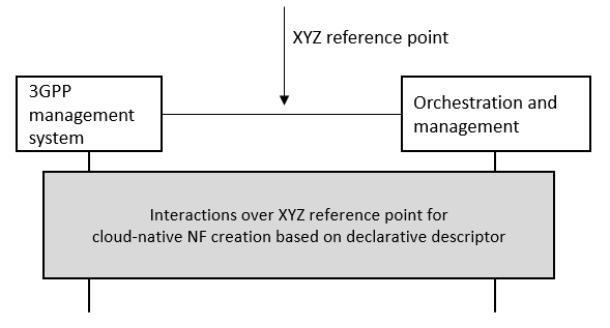 XYZ reference point
3GPP
management
system
Orchestration and
management
Interactions over XYZ reference point for
cloud-native NF creation based on declarative descriptor